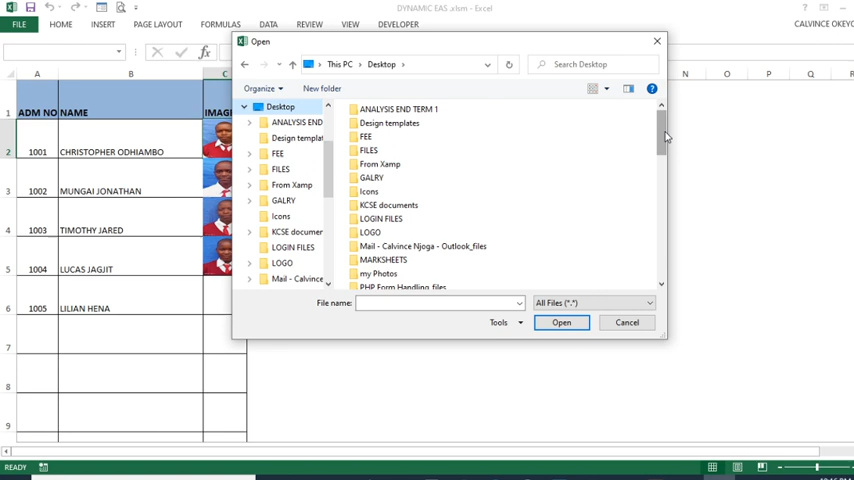 DYNAMIC EAS .xlsm - Excel
FILE HOME INSERT PAGE LAYOUT FORMULAS DATA REVIEW VIEW DEVELOPER
CALVINCE OKEYO
Open
This PC > Desktop >
Search Desktop
Organize
New folder
Desktop
ANALYSIS END
Design templat
FEE
FILES
From Xamp
GALRY
Icons
KCSE documen
LOGIN FILES
LOGO
Mail - Calvince
ANALYSIS END TERM 1
Design templates
FEE
FILES
From Xamp
GALRY
Icons
KCSE documents
LOGIN FILES
LOGO
Mail - Calvince Njoga - Outlook_files
MARKSHEETS
my Photos
PHP Form Handling_files
File name:
All Files (*.*)
Tools
Open
Cancel
A B C N O P Q
1 ADM NO NAME IMAG
2 1001 CHRISTOPHER ODHIAMBO
3 1002 MUNGAI JONATHAN
4 1003 TIMOTHY JARED
5 1004 LUCAS JAGJIT
6 1005 LILIAN HENA
7
8
9
READY